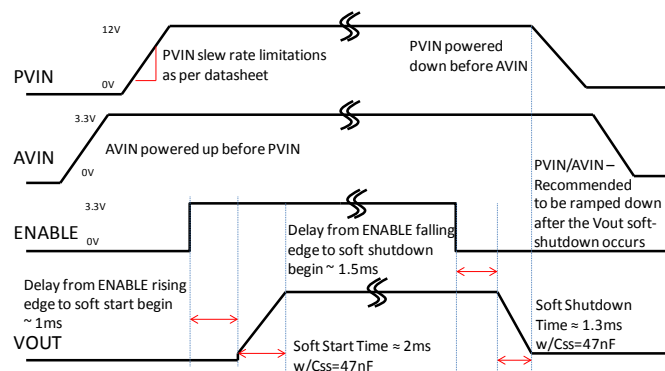 12V
PVIN
0V
PVIN slew rate limitations
as per datasheet
PVIN powered
down before AVIN
3.3V
AVIN
0V
AVIN powered up before PVIN
PVIN/AVIN –
Recommended
to be ramped down
after the Vout soft-
shutdown occurs
3.3V
ENABLE
0V
Delay from ENABLE falling
edge to soft shutdown
begin ~ 1.5ms
Delay from ENABLE rising
edge to soft start begin
~ 1ms
VOUT
Soft Start Time ≈ 2ms
w/Css=47nF
Soft Shutdown
Time ≈ 1.3ms
w/Css=47nF